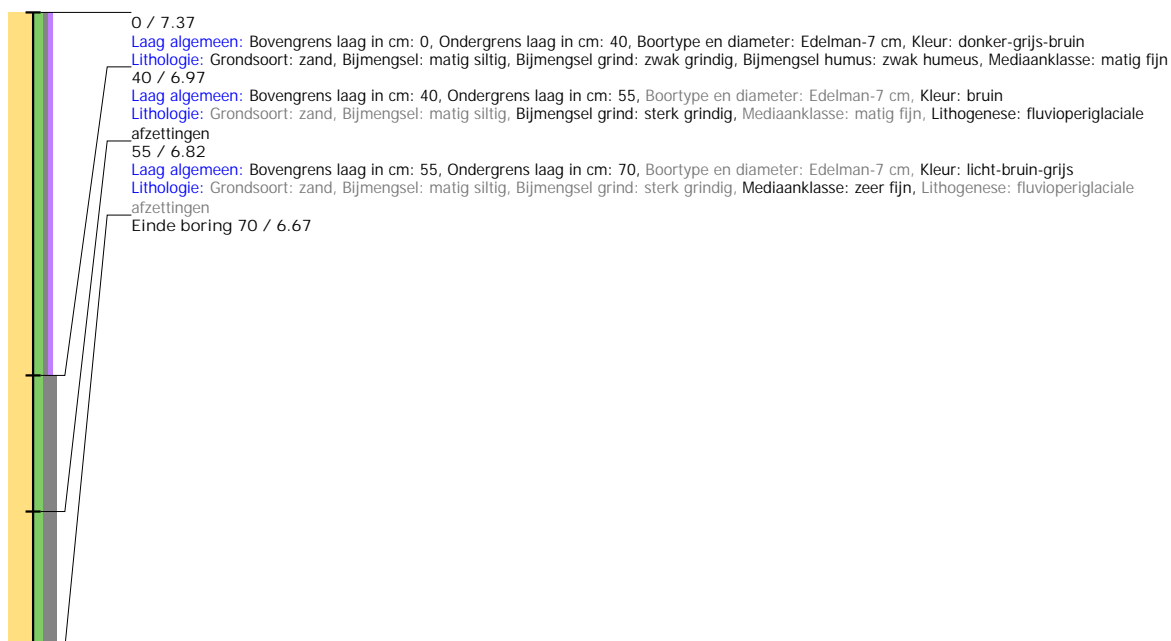 0 / 7.37
Laag algemeen: Bovengrens laag in cm: 0, Ondergrens laag in cm: 40, Boortype en diameter: Edelman-7 cm, Kleur: donker-grijs-bruin
Lithologie: Grondsoort: zand, Bijmengsel: matig siltig, Bijmengsel grind: zwak grindig, Bijmengsel humus: zwak humeus, Mediaanklasse: matig fijn
40 / 6.97
Laag algemeen: Bovengrens laag in cm: 40, Ondergrens laag in cm: 55, Boortype en diameter: Edelman-7 cm, Kleur: bruin
Lithologie: Grondsoort: zand, Bijmengsel: matig siltig, Bijmengsel grind: sterk grindig, Mediaanklasse: matig fijn, Lithogenese: fluvioperiglaciale
afzettingen
55 / 6.82
Laag algemeen: Bovengrens laag in cm: 55, Ondergrens laag in cm: 70, Boortype en diameter: Edelman-7 cm, Kleur: licht-bruin-grijs
Lithologie: Grondsoort: zand, Bijmengsel: matig siltig, Bijmengsel grind: sterk grindig, Mediaanklasse: zeer fijn, Lithogenese: fluvioperiglaciale
afzettingen
Einde boring 70 / 6.67